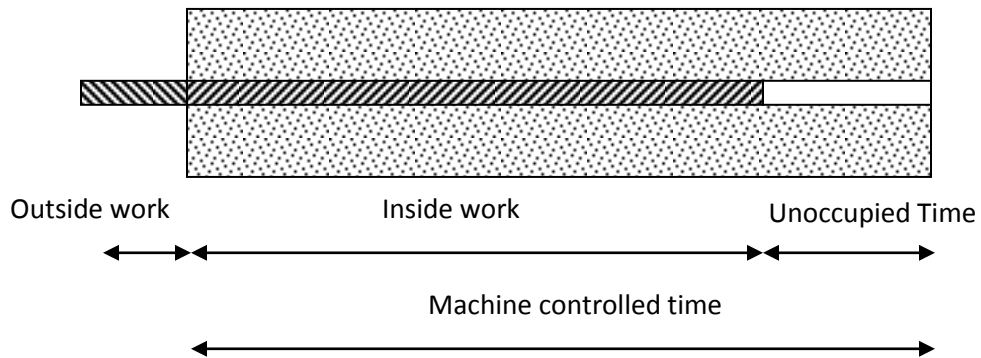 Outside work
Inside work
Unoccupied Time
Machine controlled time